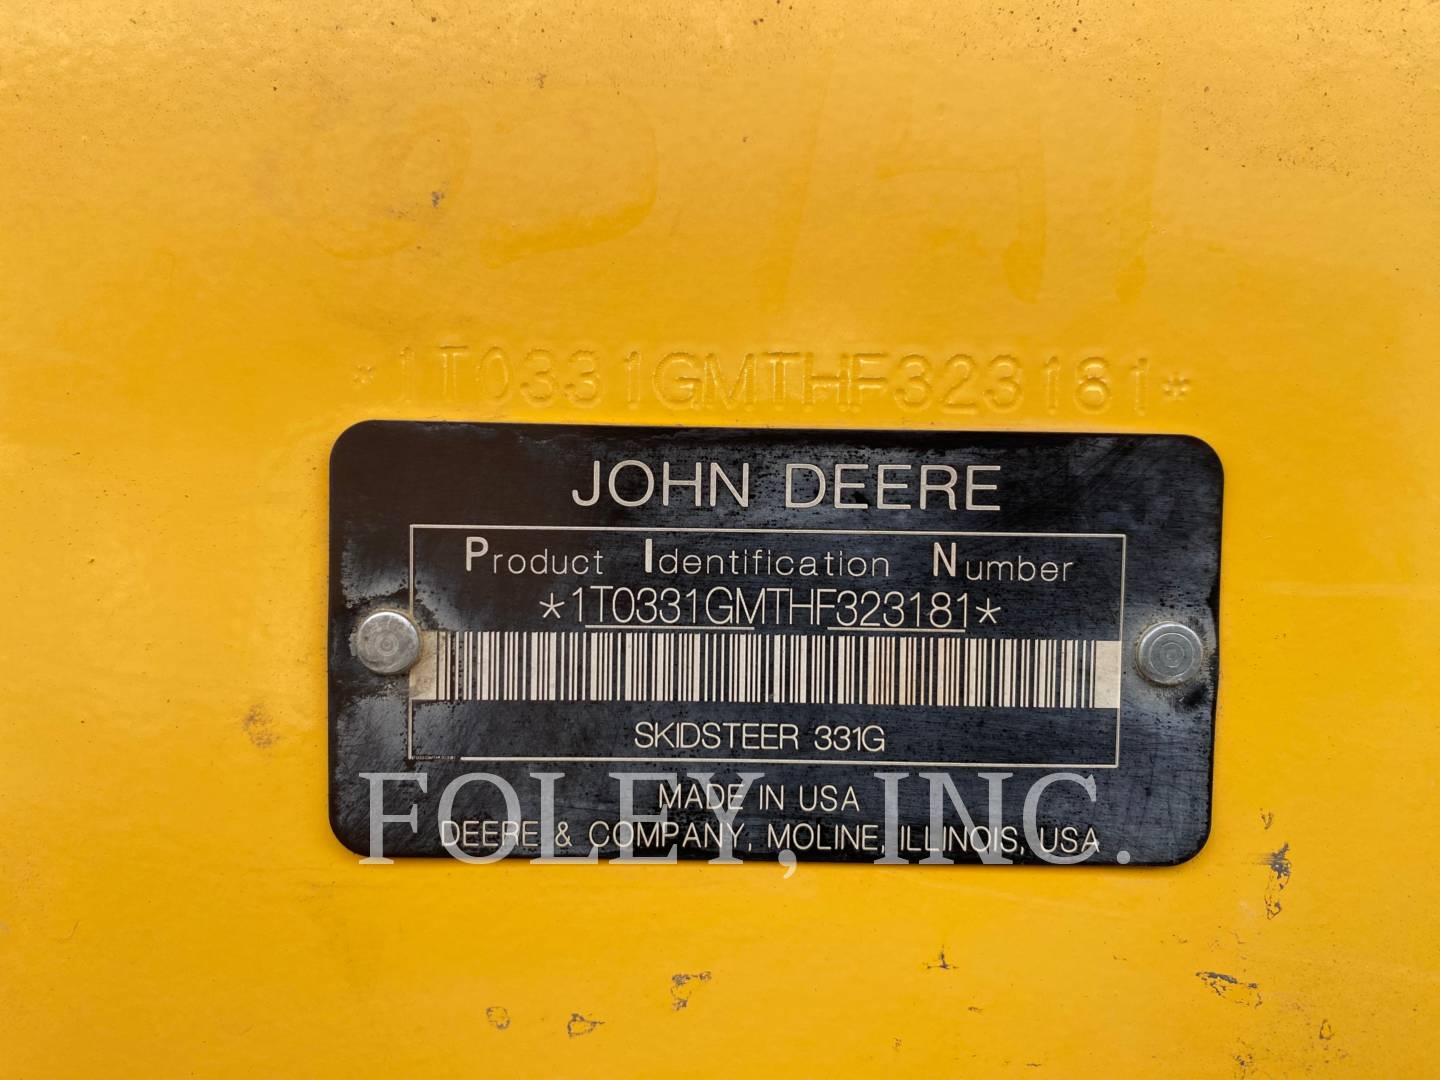 *1T0331GMTHF323181*
JOHN DEERE
Product Identification Number
*1T0331GMTHF323181*
SKIDSTEER 331G
MADE IN USA
DEERE & COMPANY, MOLINE, ILLINOIS, USA
FOLEY, INC.